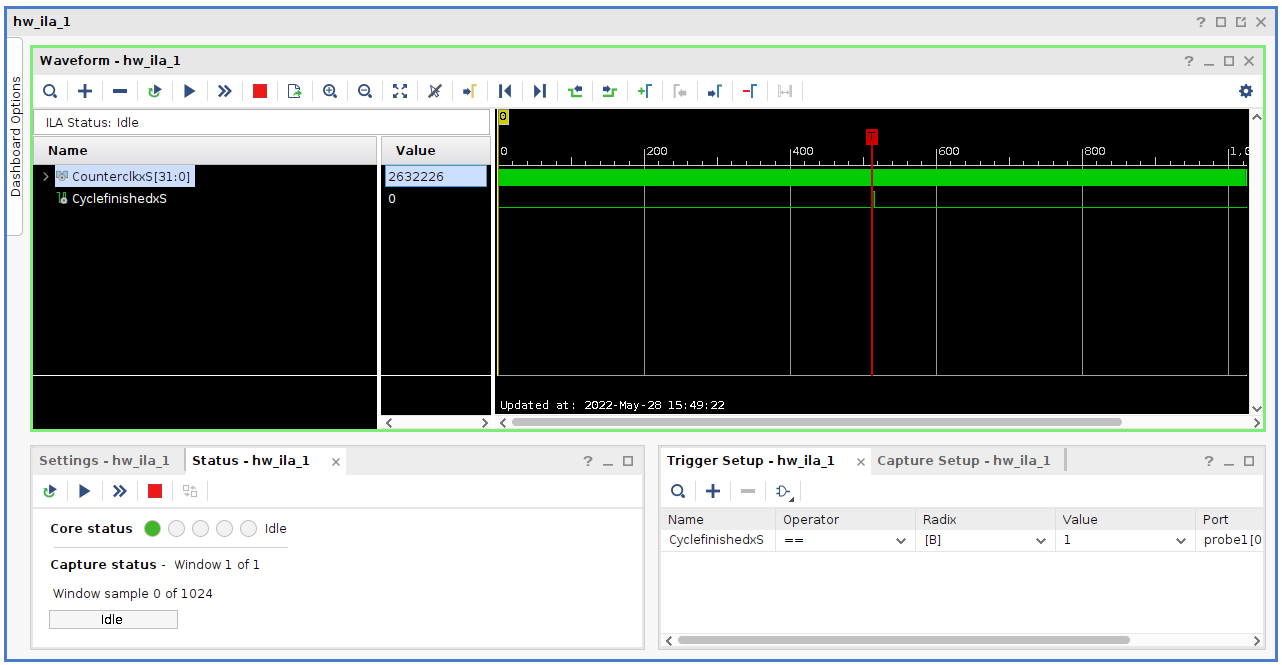 hw_ila_1
Dashboard Options
Waveform - hw_ila_1
ILA Status: Idle
Name Value
CounterclkxS[31:0] 2632226
CyclefinishedxS 0
0
T
0 200 400 600 800 1,0
Updated at: 2022-May-28 15:49:22
Settings - hw_ila_1 Status - hw_ila_1
Core status Idle
Capture status - Window 1 of 1
Window sample 0 of 1024
Idle
Trigger Setup - hw_ila_1 Capture Setup - hw_ila_1
Name Operator Radix Value Port
CyclefinishedxS == [B] 1 probe1[0